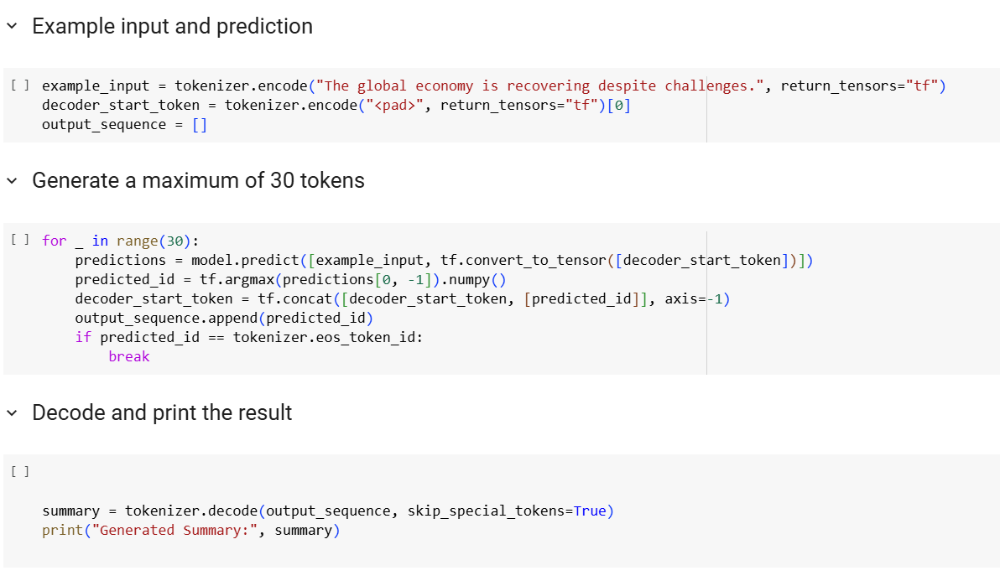 Example input and prediction
[ ] example_input = tokenizer.encode("The global economy is recovering despite challenges.", return_tensors="tf")
decoder_start_token = tokenizer.encode("<pad>", return_tensors="tf")[0]
output_sequence = []
Generate a maximum of 30 tokens
[ ] for _ in range(30):
    predictions = model.predict([example_input, tf.convert_to_tensor([decoder_start_token])])
    predicted_id = tf.argmax(predictions[0, -1]).numpy()
    decoder_start_token = tf.concat([decoder_start_token, [predicted_id]], axis=-1)
    output_sequence.append(predicted_id)
    if predicted_id == tokenizer.eos_token_id:
        break
Decode and print the result
[ ]
summary = tokenizer.decode(output_sequence, skip_special_tokens=True)
print("Generated Summary:", summary)